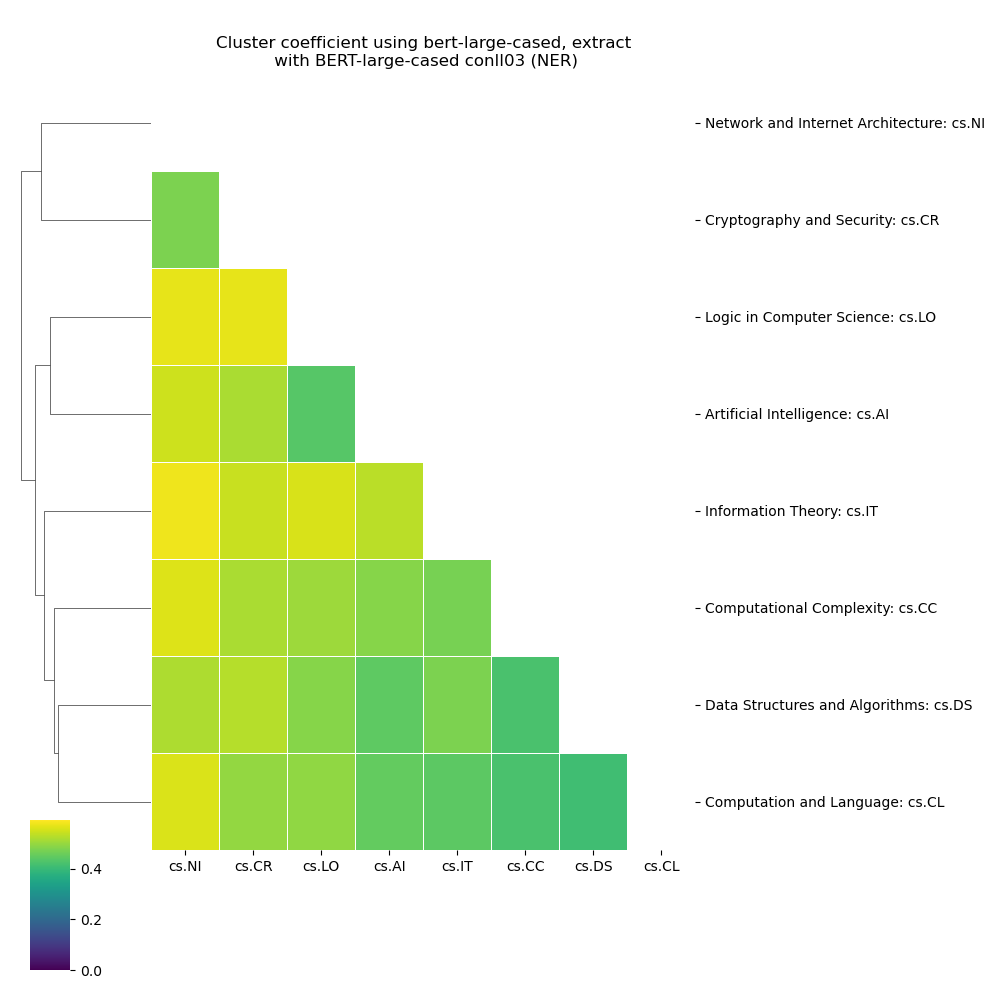 Cluster coefficient using bert-large-cased, extract
with BERT-large-cased conll03 (NER)
Network and Internet Architecture: cs.NI
Cryptography and Security: cs.CR
Logic in Computer Science: cs.LO
Artificial Intelligence: cs.AI
Information Theory: cs.IT
Computational Complexity: cs.CC
Data Structures and Algorithms: cs.DS
Computation and Language: cs.CL
cs.NI cs.CR cs.LO cs.AI cs.IT cs.CC cs.DS cs.CL
0.4
0.2
0.0